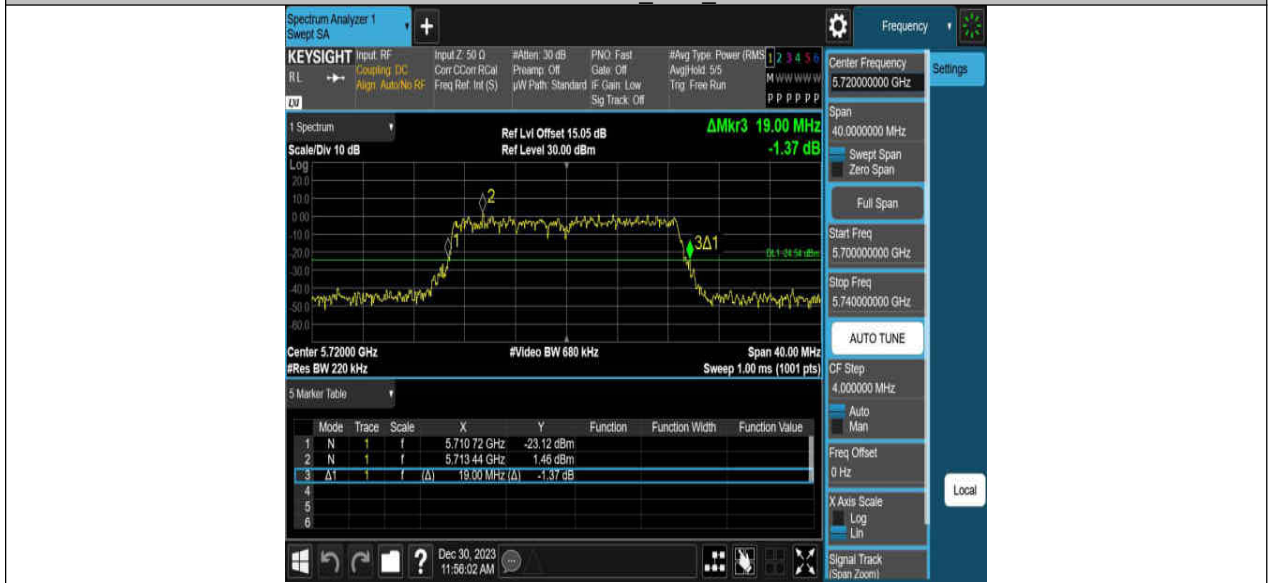 Spectrum Analyzer 1
Swept SA
+
Frequency
KEYSIGHT
RL
LXI
Input: RF
Coupling: DC
Align: Auto/No RF
Input Z: 50 Ω
Corr CCorr RCal
Freq Ref: Int (S)
#Atten: 30 dB
Preamp: Off
µW Path: Standard
PNO: Fast
Gate: Off
IF Gain: Low
Sig Track: Off
#Avg Type: Power (RMS
Avg|Hold: 5/5
Trig: Free Run
1 2 3 4 5 6
M W W W W W
P P P P P P
Center Frequency
5.720000000 GHz
Settings
Span
40.0000000 MHz
Swept Span
Zero Span
Full Span
Start Freq
5.700000000 GHz
Stop Freq
5.740000000 GHz
AUTO TUNE
CF Step
4.000000 MHz
Auto
Man
Freq Offset
0 Hz
X Axis Scale
Log
Lin
Local
Signal Track
(Span Zoom)
1 Spectrum
Scale/Div 10 dB
Ref Lvl Offset 15.05 dB
Ref Level 30.00 dBm
ΔMkr3 19.00 MHz
-1.37 dB
Log
20.0
10.0
0.00
-10.0
-20.0
-30.0
-40.0
-50.0
-60.0
2
1
3Δ1
DL1 -24.54 dBm
Center 5.72000 GHz
#Res BW 220 kHz
#Video BW 680 kHz
Span 40.00 MHz
Sweep 1.00 ms (1001 pts)
5 Marker Table
Mode Trace Scale X Y Function Function Width Function Value
1 N 1 f 5.710 72 GHz -23.12 dBm
2 N 1 f 5.713 44 GHz 1.46 dBm
3 Δ1 1 f (Δ) 19.00 MHz (Δ) -1.37 dB
4
5
6
?
Dec 30, 2023
11:56:02 AM